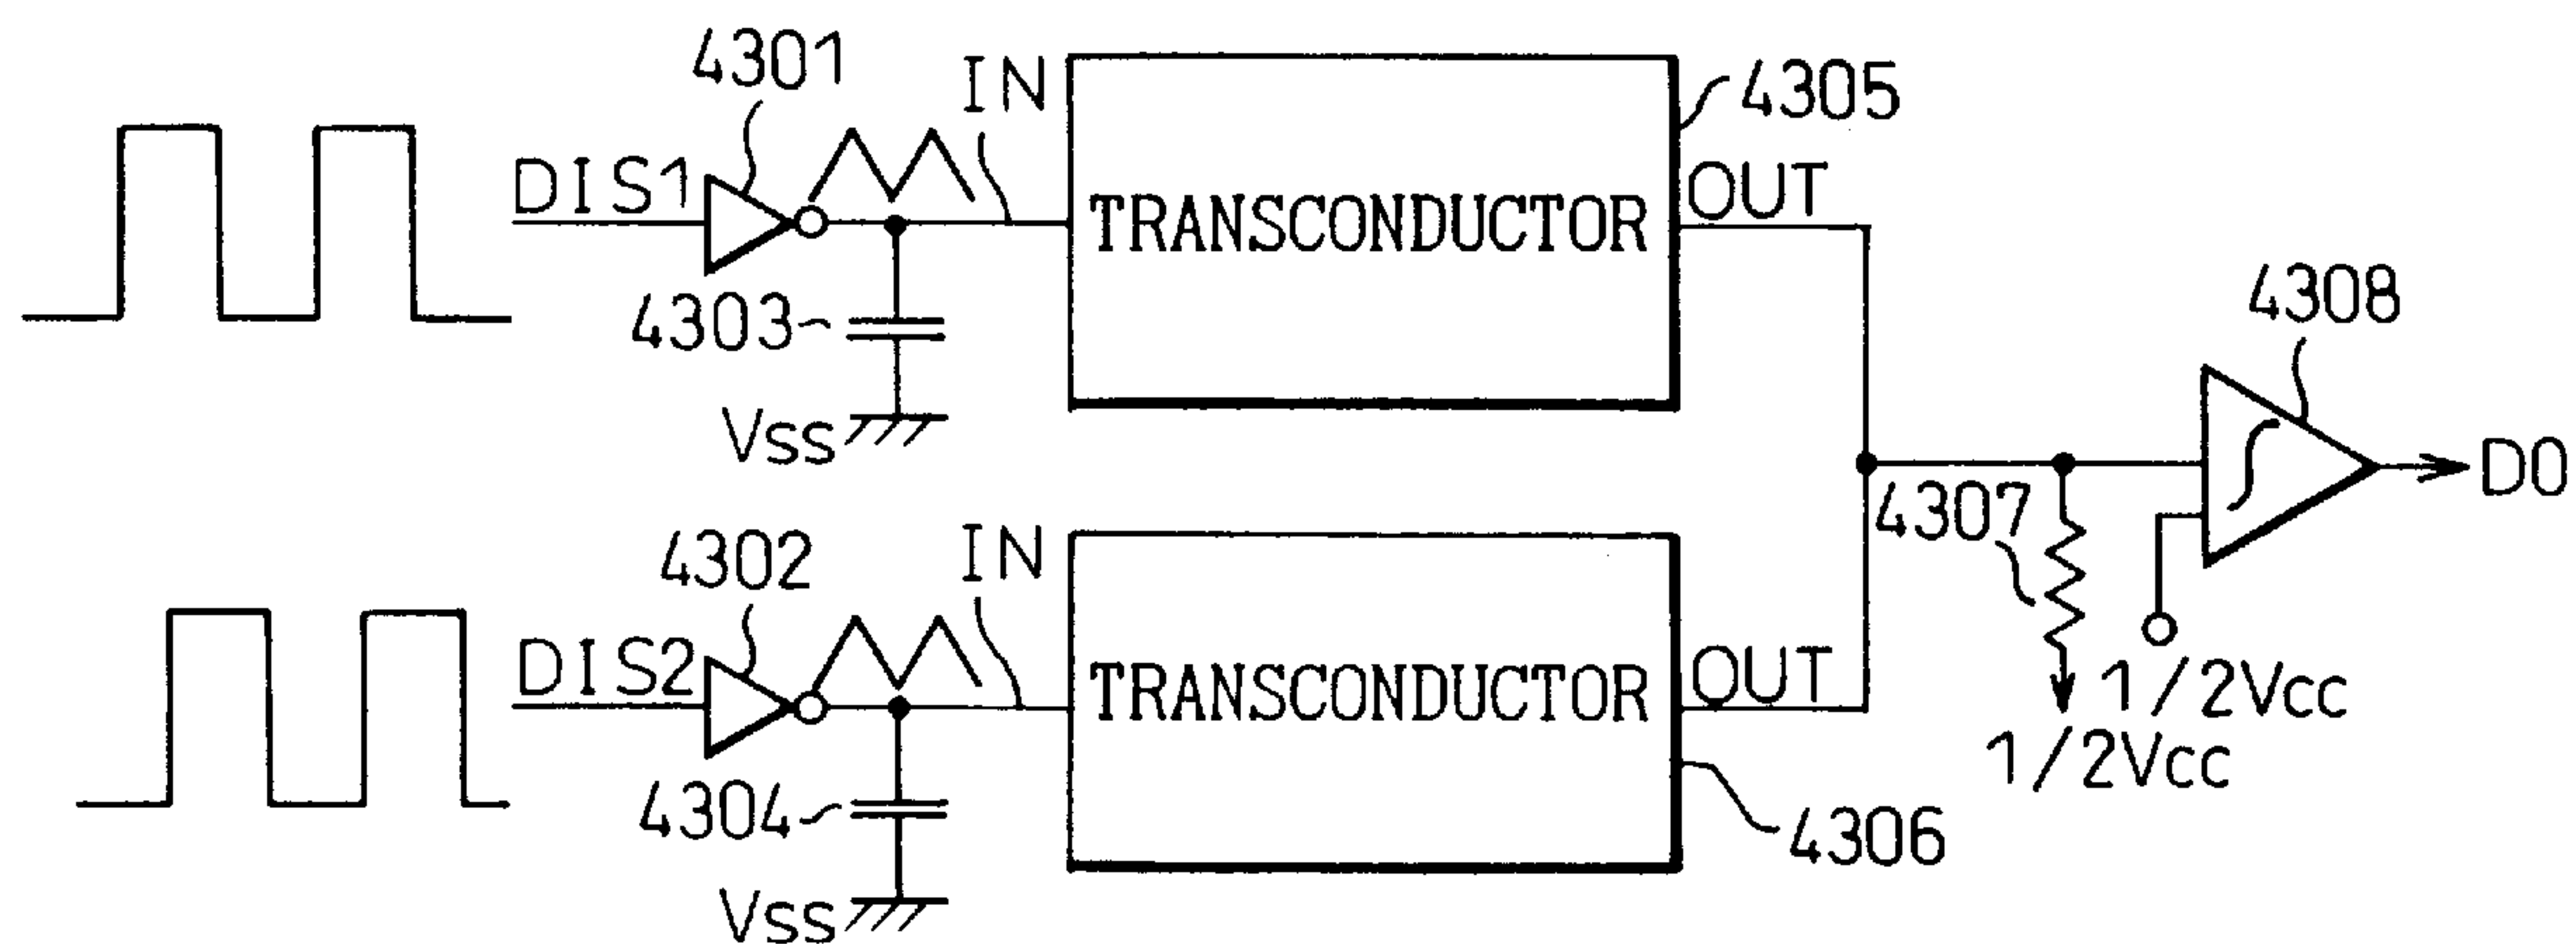 4301
IN
4305
DIS1
TRANSCONDUCTOR
OUT
4303
Vss
4308
DO
4307
4302
IN
DIS2
TRANSCONDUCTOR
OUT
1/2Vcc
1/2Vcc
4304
4306
Vss